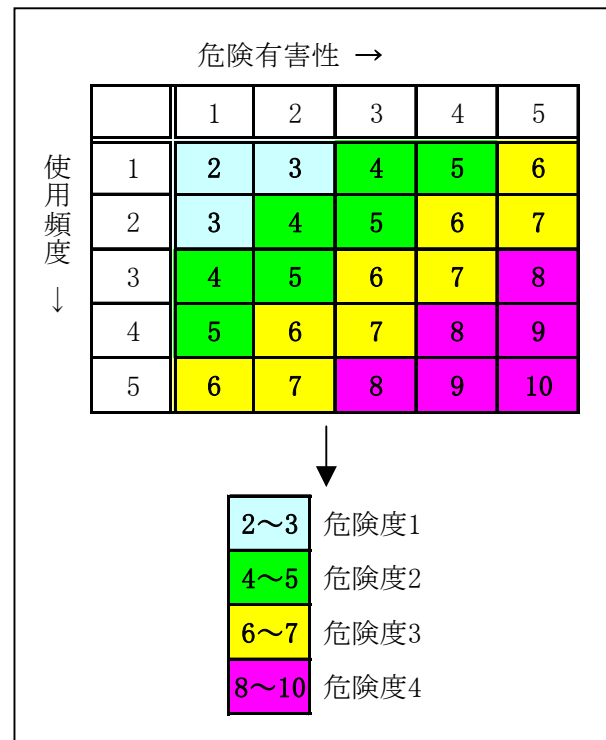 危険有害性 →
1 2 3 4 5
使用頻度 ↓
1 2 3 4 5 6
2 3 4 5 6 7
3 4 5 6 7 8
4 5 6 7 8 9
5 6 7 8 9 10
2～3 危険度1
4～5 危険度2
6～7 危険度3
8～10 危険度4